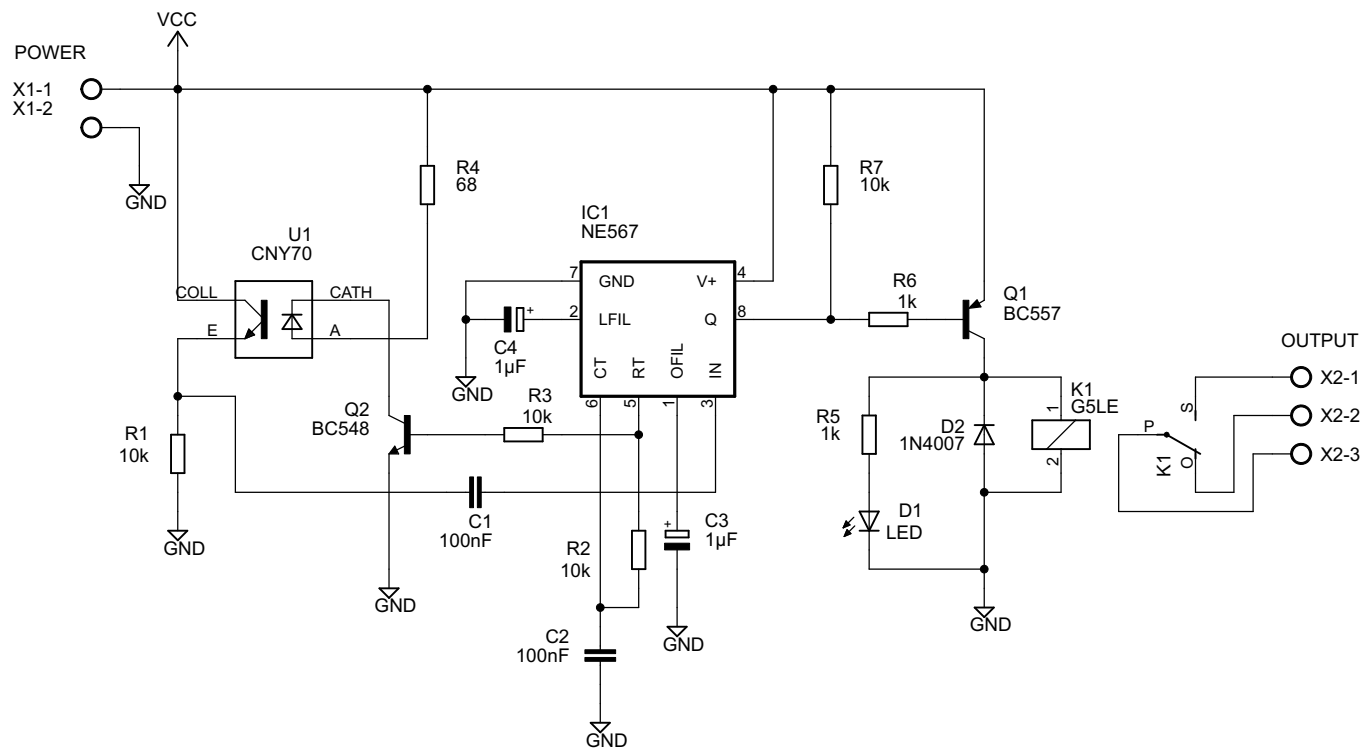 VCC
POWER
X1-1
X1-2
GND
R4
68
R7
10k
IC1
NE567
U1
CNY70
COLL
CATH
E
A
7
GND
V+
4
2
LFIL
Q
8
CT
RT
OFIL
IN
6
5
1
3
+
C4
1µF
GND
R6
1k
Q1
BC557
OUTPUT
X2-1
X2-2
X2-3
K1
G5LE
1
2
S
P
O
K1
R5
1k
D2
1N4007
D1
LED
GND
R3
10k
Q2
BC548
R1
10k
GND
C1
100nF
GND
R2
10k
+
C3
1µF
GND
C2
100nF
GND